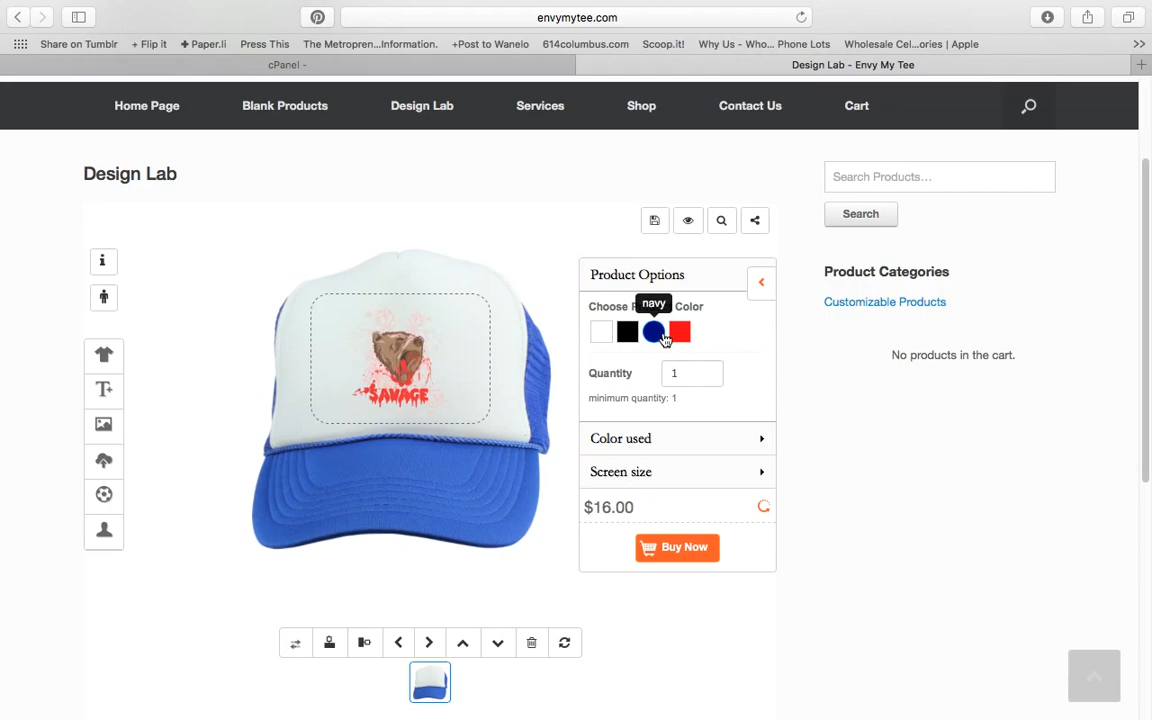 envymytee.com
Share on Tumblr + Flip it ✚ Paper.li Press This The Metropren...Information. +Post to Wanelo 614columbus.com Scoop.it! Why Us - Who... Phone Lots Wholesale Cel...ories | Apple
cPanel - Design Lab - Envy My Tee
Home Page Blank Products Design Lab Services Shop Contact Us Cart
Design Lab
Search Products...
Search
Product Categories
Customizable Products
No products in the cart.
SAVAGE
Product Options
Choose Color
navy
Quantity 1
minimum quantity: 1
Color used
Screen size
$16.00
Buy Now